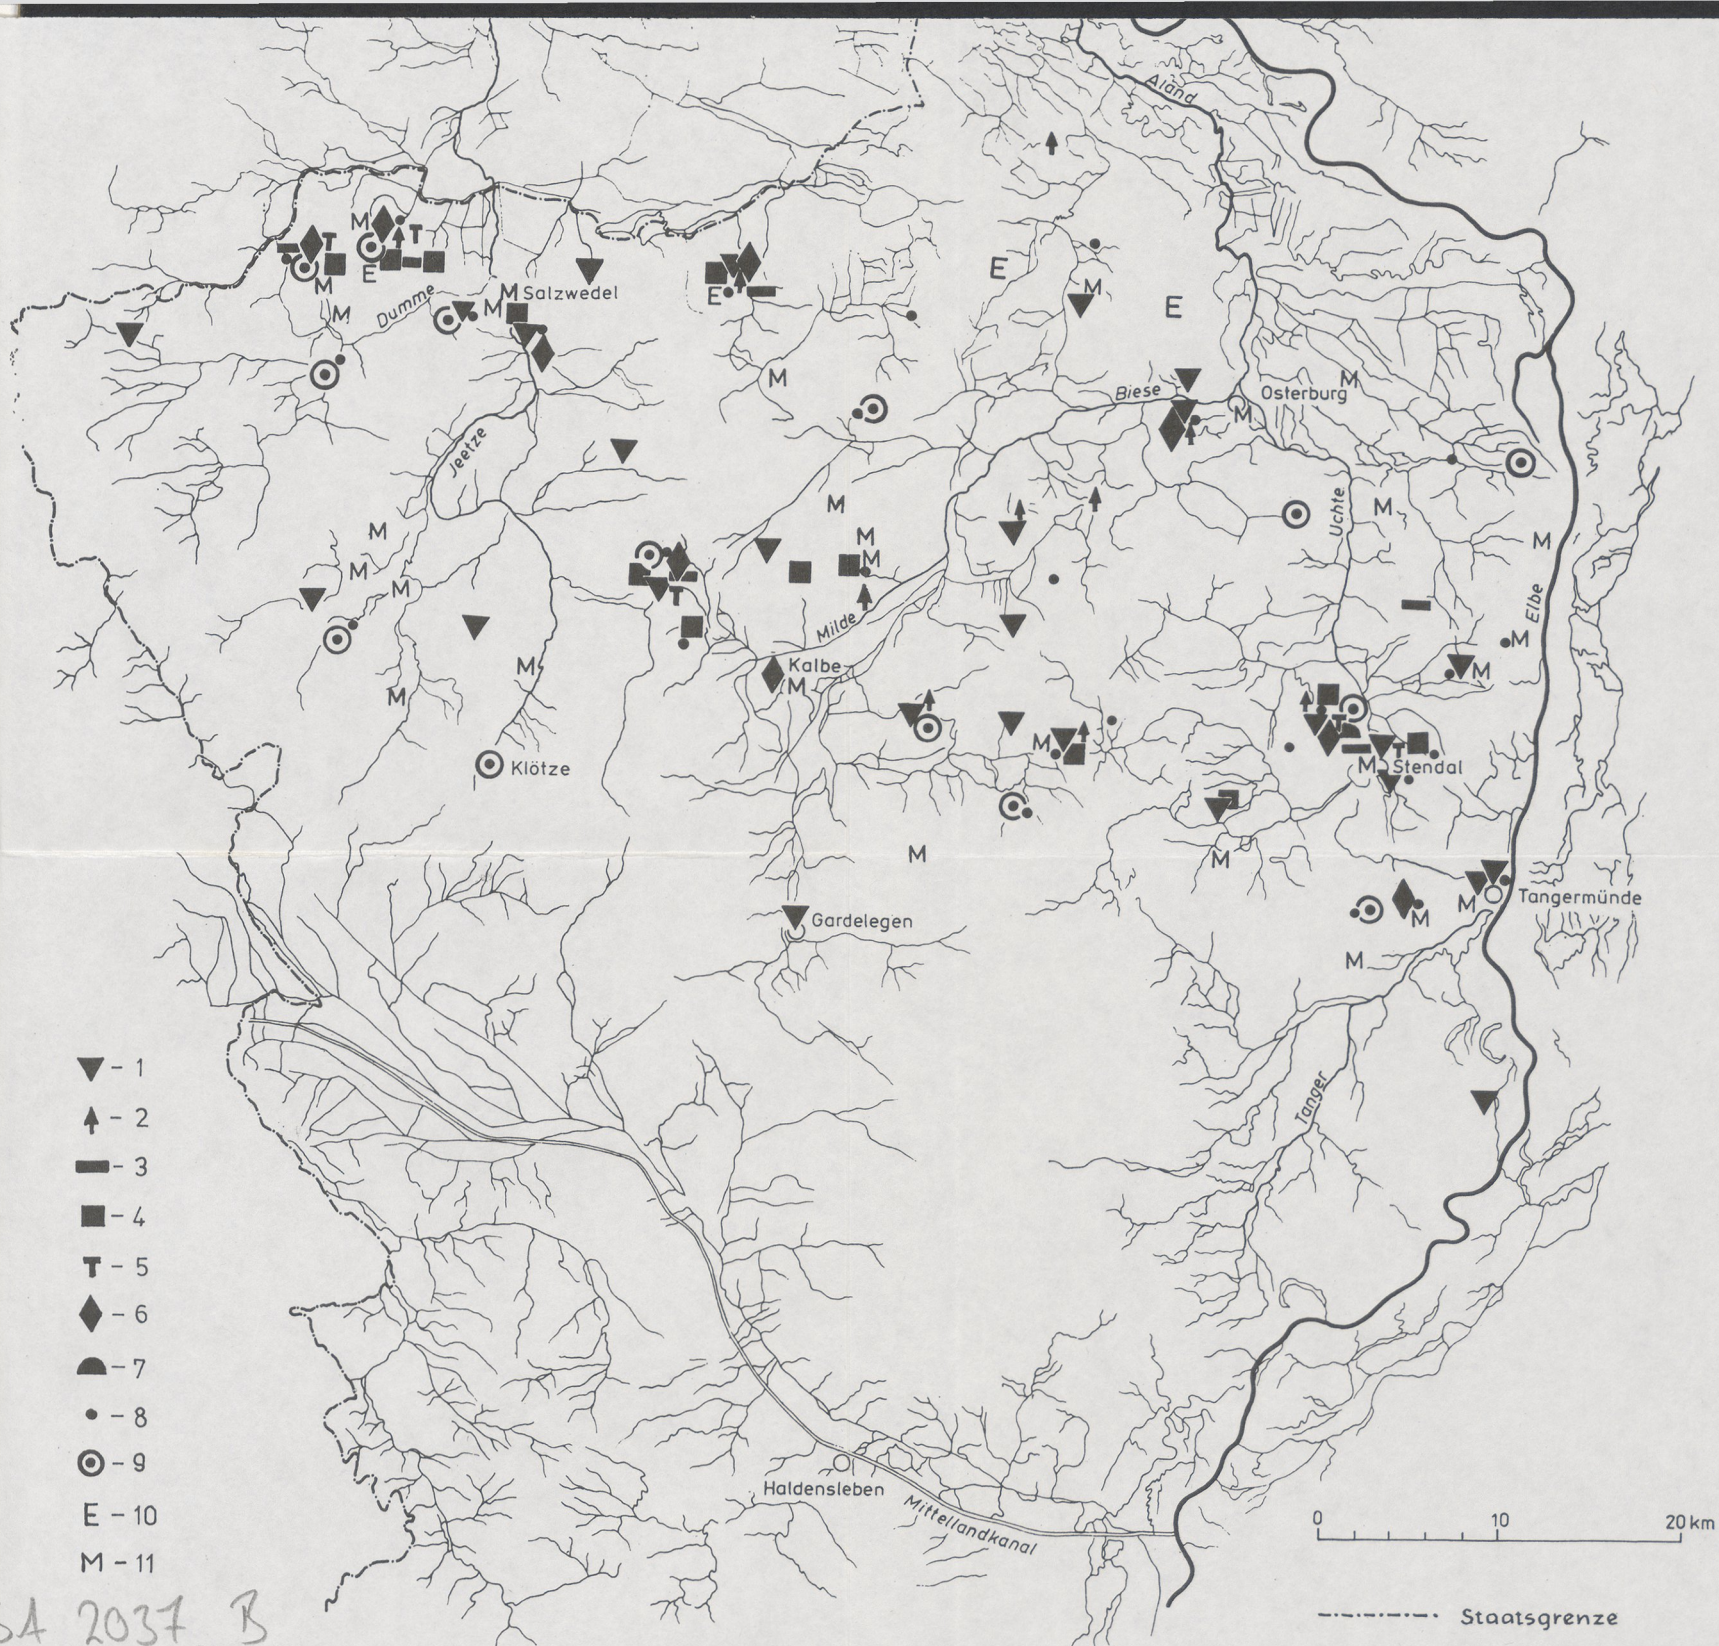 Aland
M
T
M
T
M
E
M
Dumme
M
M
Salzwedel
E
E
M
E
M
Biese
Osterburg
M
M
Jeetze
M
M
M
M
M
M
M
Uchte
M
M
T
Milde
Kalbe
M
M
M
Elbe
M
M
M
T
T
M
Stendal
Klötze
M
M
Gardelegen
M
M
Tangermünde
M
Tanger
- 1
- 2
- 3
- 4
T - 5
- 6
- 7
- 8
- 9
E - 10
M - 11
Haldensleben
Mittellandkanal
0 10 20 km
Staatsgrenze
2037 B